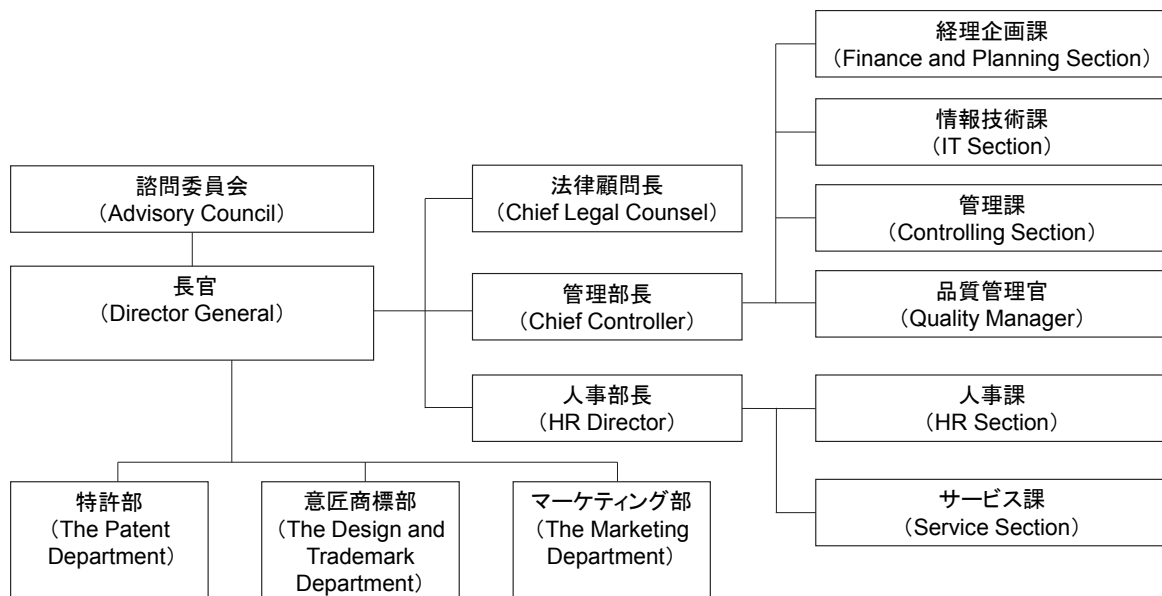 経理企画課
（Finance and Planning Section）
情報技術課
（IT Section）
諮問委員会
（Advisory Council）
法律顧問長
（Chief Legal Counsel）
管理課
（Controlling Section）
長官
（Director General）
管理部長
（Chief Controller）
品質管理官
（Quality Manager）
人事部長
（HR Director）
人事課
（HR Section）
特許部
（The Patent
Department）
意匠商標部
（The Design and
Trademark
Department）
マーケティング部
（The Marketing
Department）
サービス課
（Service Section）